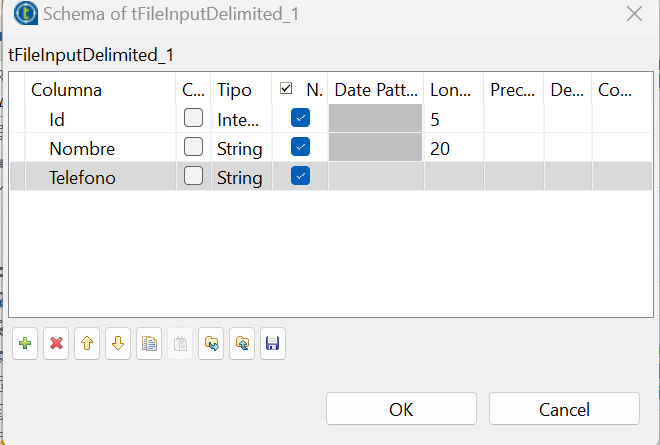 Schema of tFileInputDelimited_1
tFileInputDelimited_1
Columna C... Tipo N. Date Patt... Lon... Prec... De... Co...
Id Inte... 5
Nombre String 20
Telefono String
OK Cancel